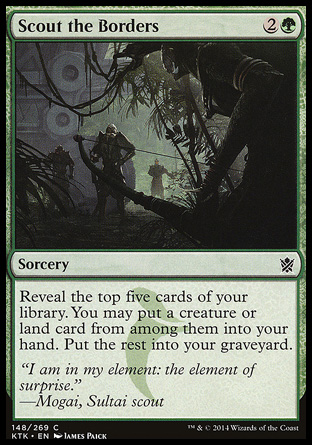 Scout the Borders 2
Sorcery
Reveal the top five cards of your
library. You may put a creature or
land card from among them into your
hand. Put the rest into your graveyard.
“I am in my element: the element of
surprise.”
—Mogai, Sultai scout
148/269 C
KTK • EN JAMES PAICK ™ & © 2014 Wizards of the Coast